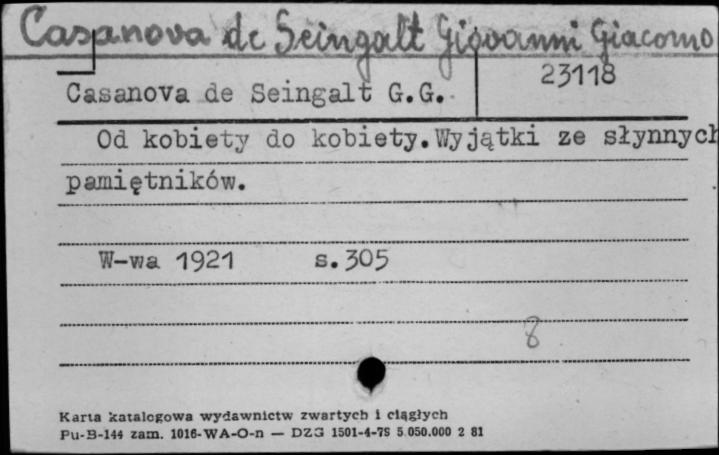 Casanova de Seingalt Giovanni Giacomo
Casanova de Seingalt G.G. 23118
Od kobiety do kobiety. Wyjątki ze słynnych
pamiętników.
W-wa 1921 s.305
8
Karta katalogowa wydawnictw zwartych i ciągłych
Pu-B-144 zam. 1016-WA-O-n — DZG 1501-4-78 5.050.000 2 81